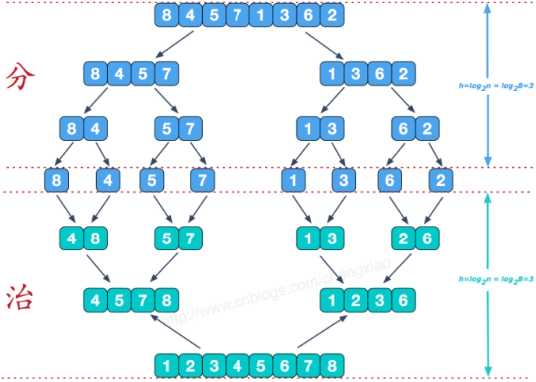 8 4 5 7 1 3 6 2
分
8 4 5 7 1 3 6 2
h=log2n = log28=3
8 4 5 7 1 3 6 2
8 4 5 7 1 3 6 2
4 8 5 7 1 3 2 6
治
4 5 7 8 1 2 3 6
h=log2n = log28=3
1 2 3 4 5 6 7 8